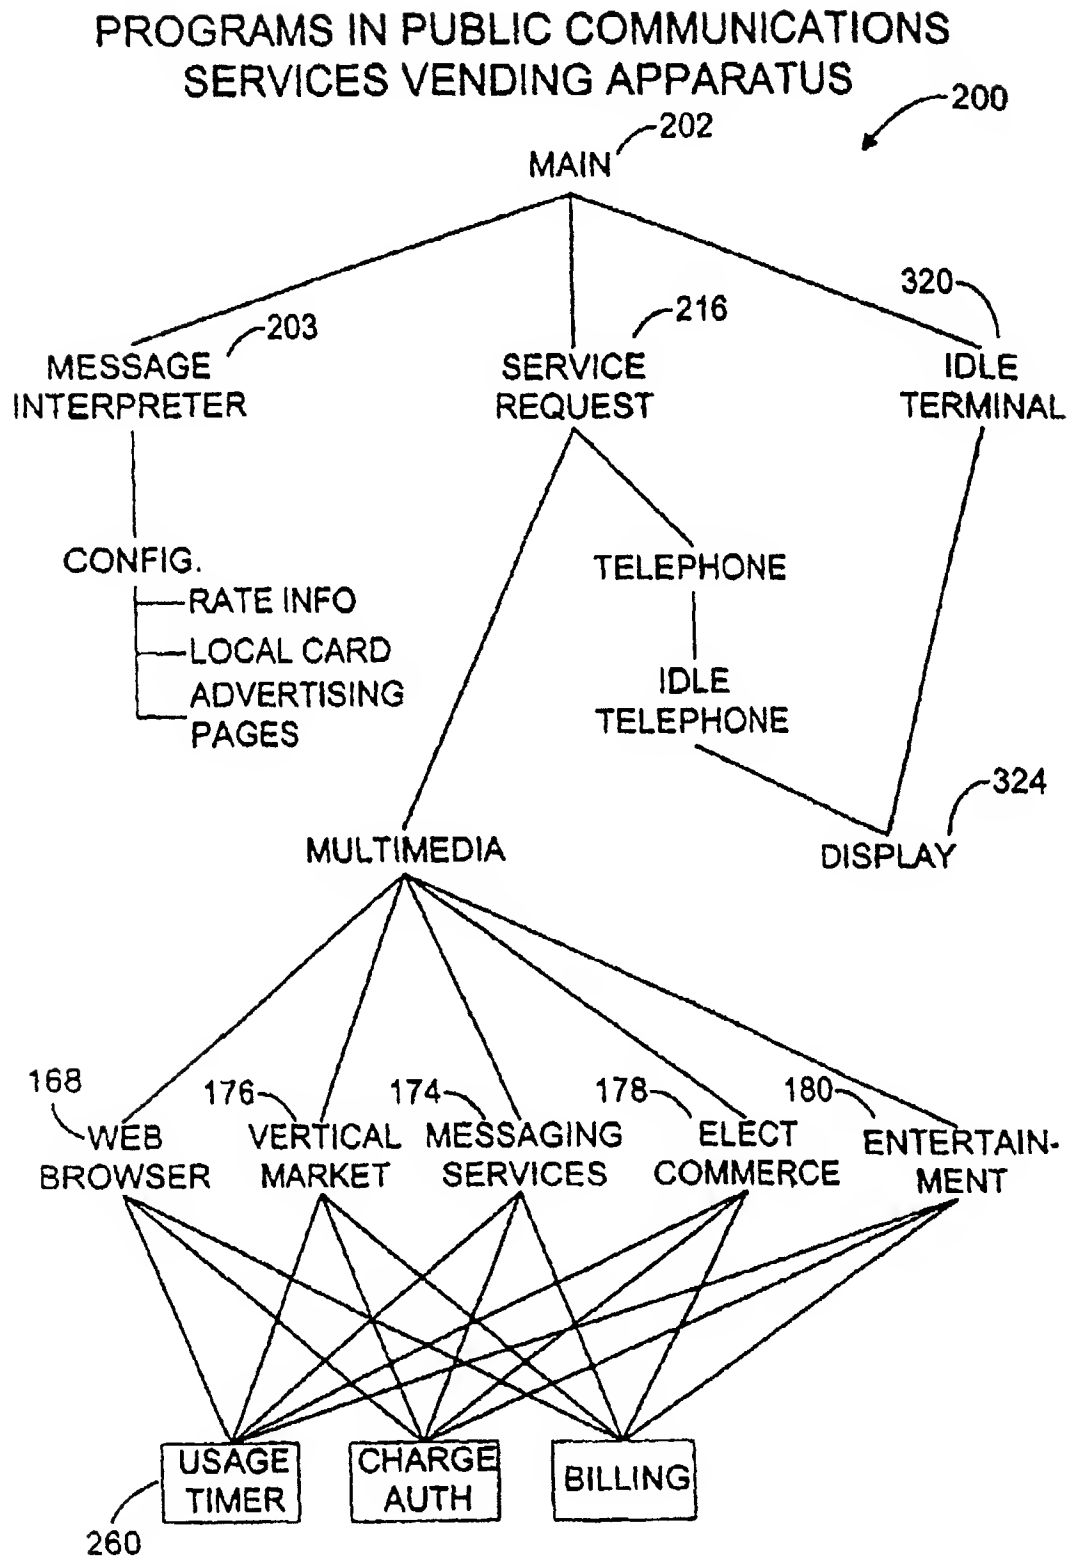 PROGRAMS IN PUBLIC COMMUNICATIONS
SERVICES VENDING APPARATUS
200
202
MAIN
320
203
216
MESSAGE
INTERPRETER
SERVICE
REQUEST
IDLE
TERMINAL
CONFIG.
RATE INFO
LOCAL CARD
ADVERTISING
PAGES
TELEPHONE
IDLE
TELEPHONE
324
MULTIMEDIA
DISPLAY
168
176
174
178
180
WEB
BROWSER
VERTICAL
MARKET
MESSAGING
SERVICES
ELECT
COMMERCE
ENTERTAIN-
MENT
USAGE
TIMER
CHARGE
AUTH
BILLING
260